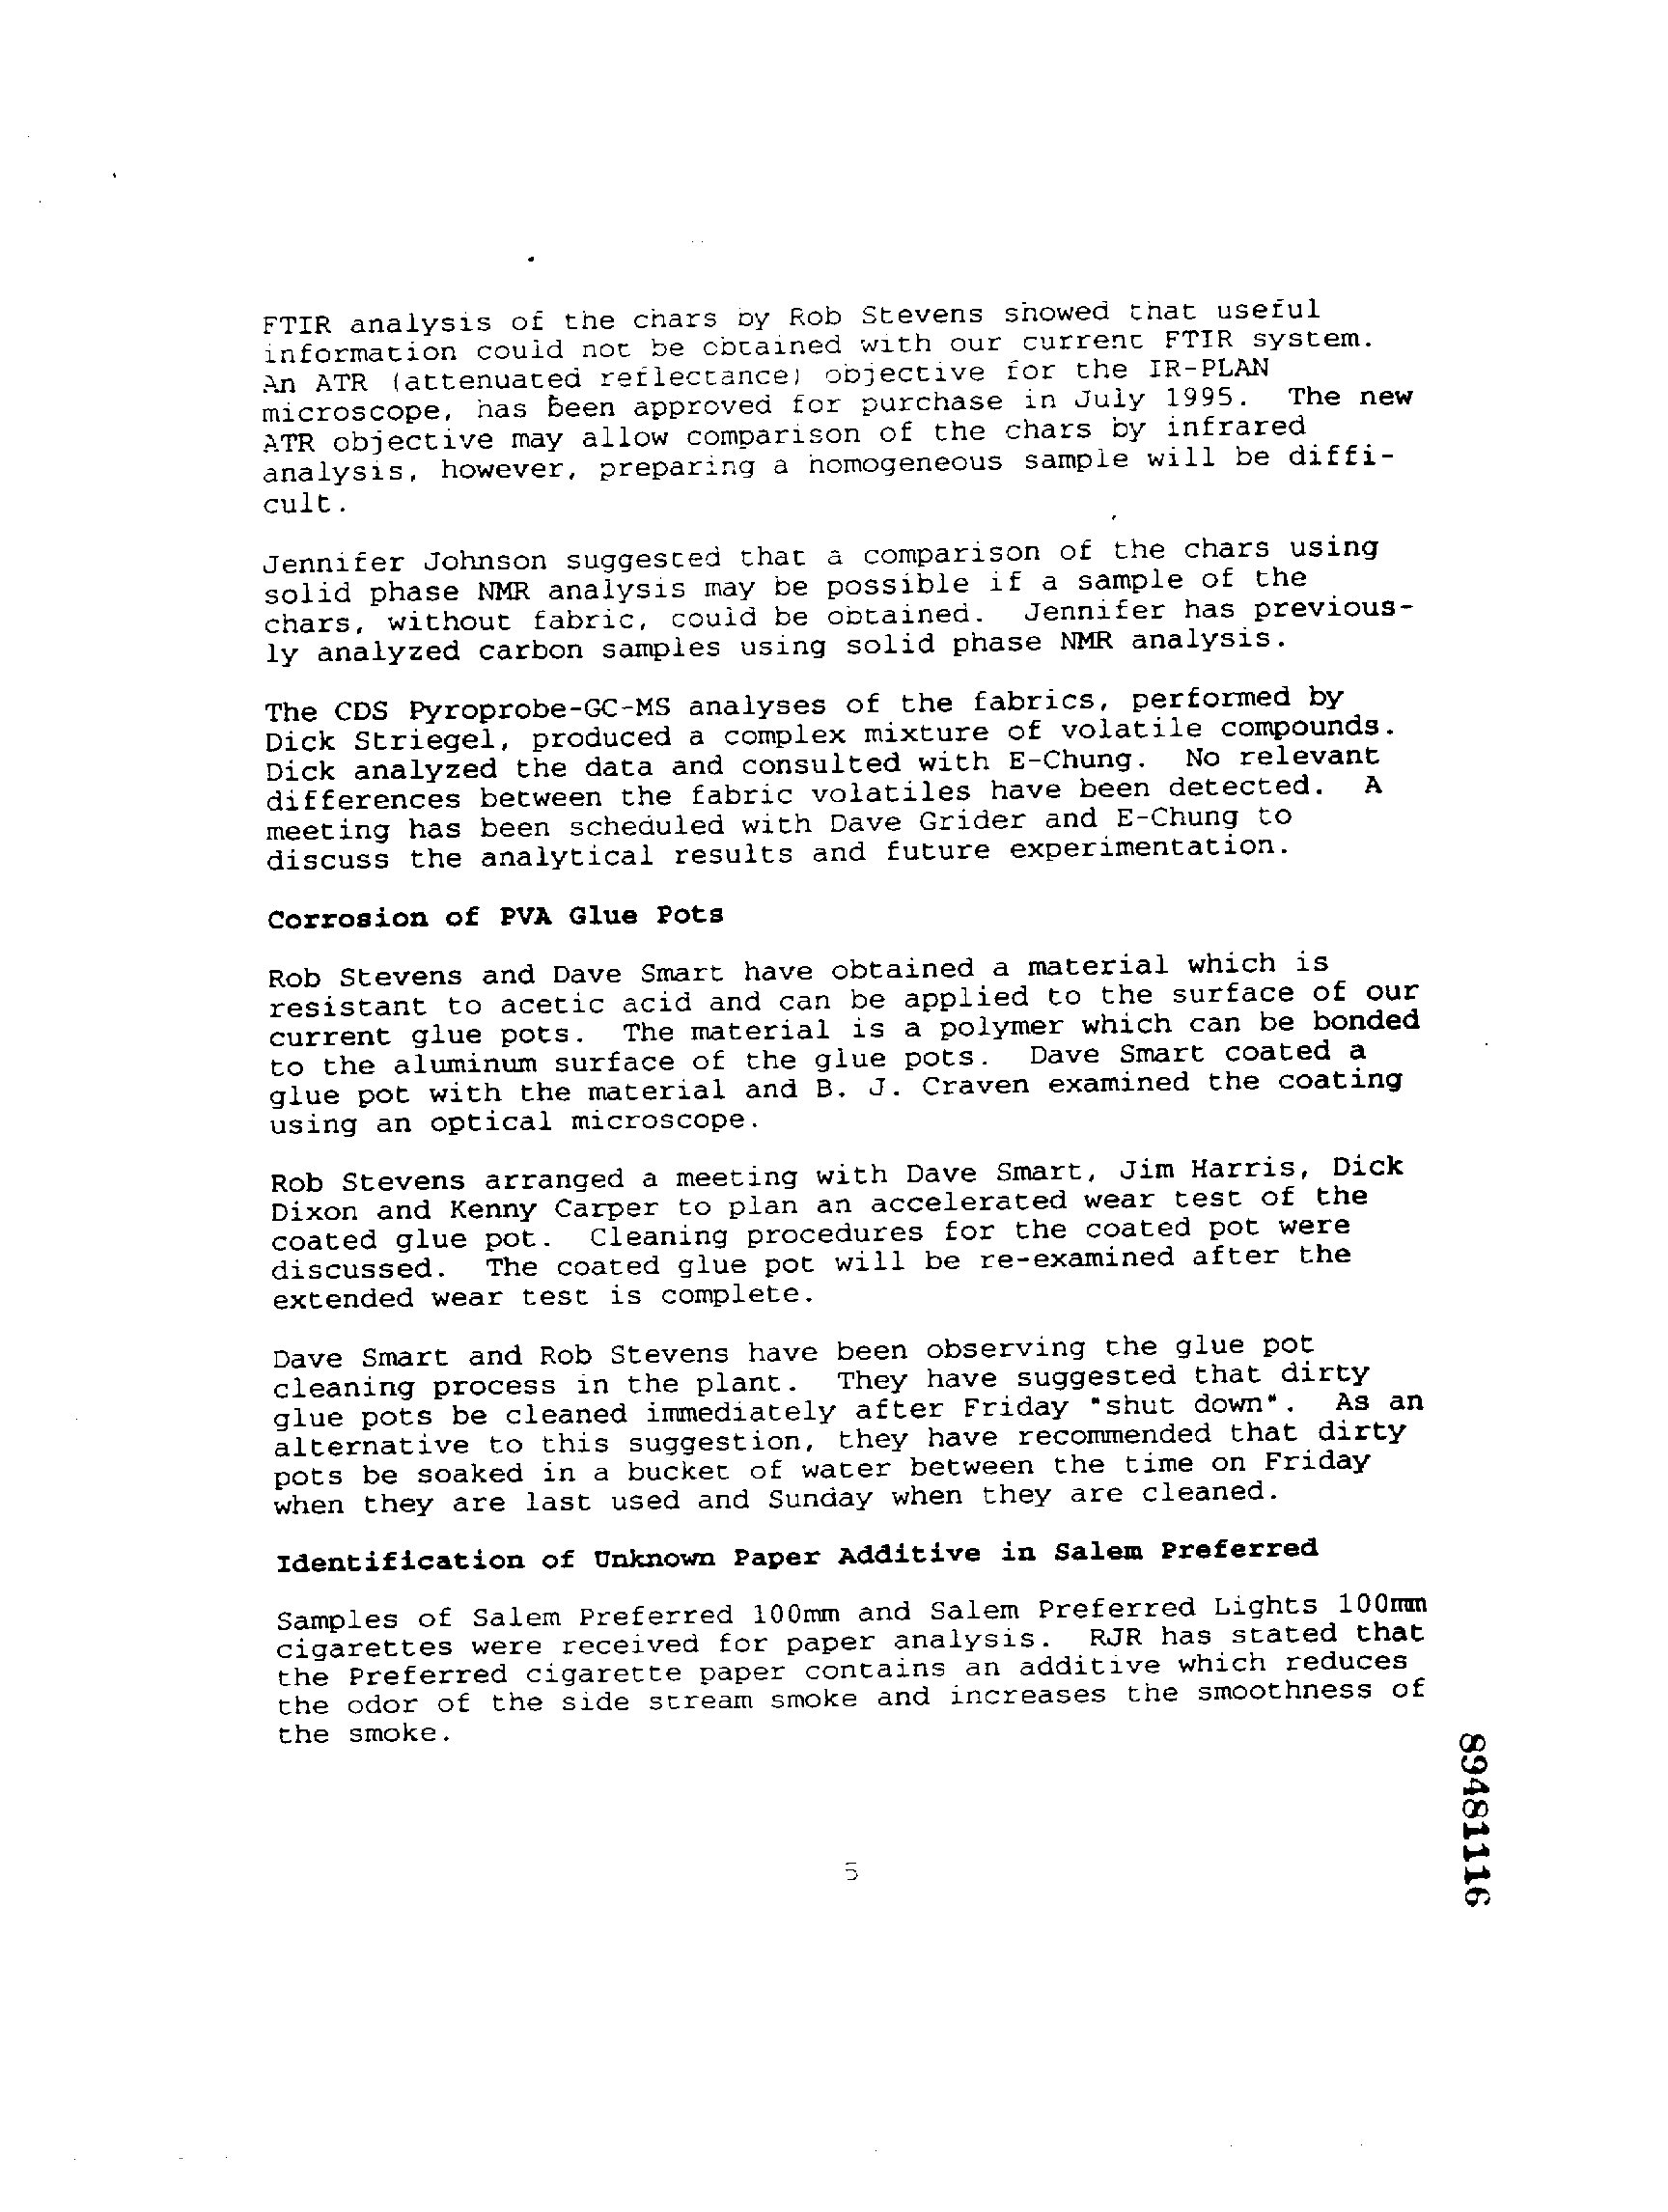 FTIR analysis of the chars by Rob Stevens showed that useful
information could not be obtained with our current FTIR system.
An ATR (attenuated reflectance) objective for the IR-PLAN
microscope, has been approved for purchase in July 1995. The new
ATR objective may allow comparison of the chars by infrared
analysis, however, preparing a homogeneous sample will be diffi-
cult.
Jennifer Johnson suggested that a comparison of the chars using
solid phase NMR analysis may be possible if a sample of the
chars, without fabric, could be obtained. Jennifer has previous-
ly analyzed carbon samples using solid phase NMR analysis.
The CDS Pyroprobe-GC-MS analyses of the fabrics, performed by
Dick Striegel, produced a complex mixture of volatile compounds.
Dick analyzed the data and consulted with E-Chung. No relevant
differences between the fabric volatiles have been detected. A
meeting has been scheduled with Dave Grider and E-Chung to
discuss the analytical results and future experimentation.
Corrosion of PVA Glue Pots
Rob Stevens and Dave Smart have obtained a material which is
resistant to acetic acid and can be applied to the surface of our
current glue pots. The material is a polymer which can be bonded
to the aluminum surface of the glue pots. Dave Smart coated a
glue pot with the material and B. J. Craven examined the coating
using an optical microscope.
Rob Stevens arranged a meeting with Dave Smart, Jim Harris, Dick
Dixon and Kenny Carper to plan an accelerated wear test of the
coated glue pot. Cleaning procedures for the coated pot were
discussed. The coated glue pot will be re-examined after the
extended wear test is complete.
Dave Smart and Rob Stevens have been observing the glue pot
cleaning process in the plant. They have suggested that dirty
glue pots be cleaned immediately after Friday "shut down". As an
alternative to this suggestion, they have recommended that dirty
pots be soaked in a bucket of water between the time on Friday
when they are last used and Sunday when they are cleaned.
Identification of Unknown Paper Additive in Salem Preferred
Samples of Salem Preferred 100mm and Salem Preferred Lights 100mm
cigarettes were received for paper analysis. RJR has stated that
the Preferred cigarette paper contains an additive which reduces
the odor of the side stream smoke and increases the smoothness of
the smoke.
5
89481116